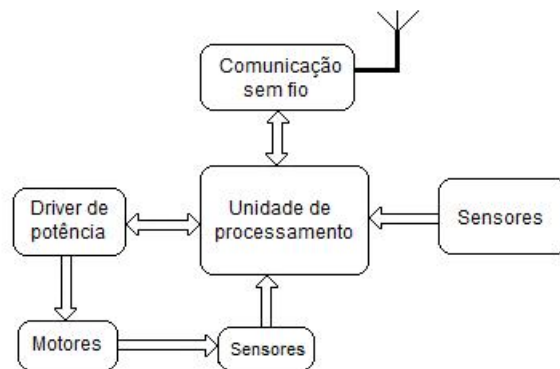 Comunicação
sem fio
Driver de
potência
Unidade de
processamento
Sensores
Motores
Sensores